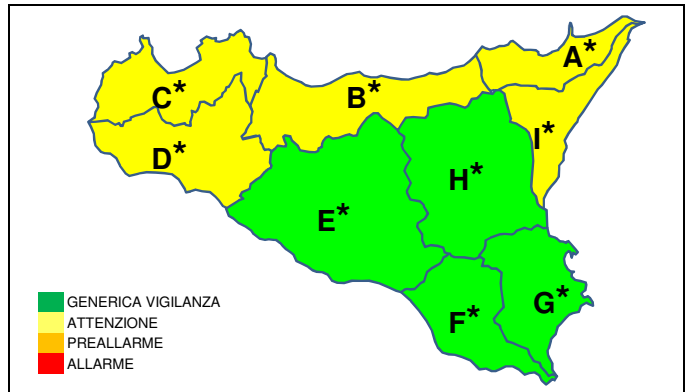 A*
C*
B*
I*
D*
H*
E*
G*
F*
GENERICA VIGILANZA
ATTENZIONE
PREALLARME
ALLARME